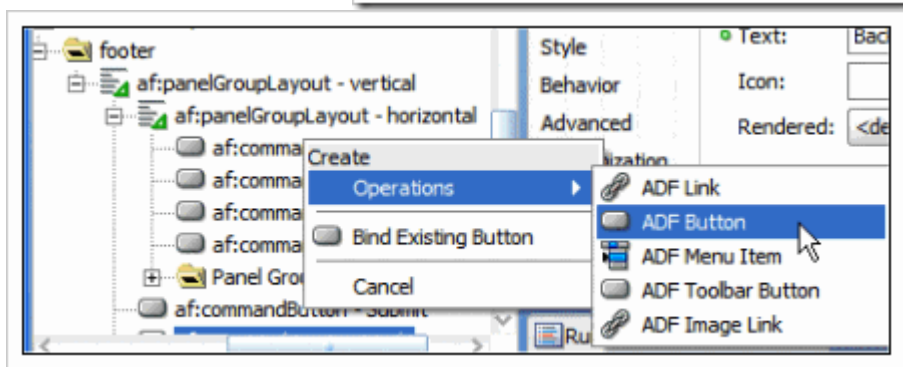 footer
af:panelGroupLayout - vertical
af:panelGroupLayout - horizontal
af:comma
af:comma
af:comma
af:comma
Panel Gro
af:commandButton - Submit
Create
Operations
Bind Existing Button
Cancel
ADF Link
ADF Button
ADF Menu Item
ADF Toolbar Button
ADF Image Link
Style
Behavior
Advanced
Text:
Icon:
Rendered:
<de
Ru